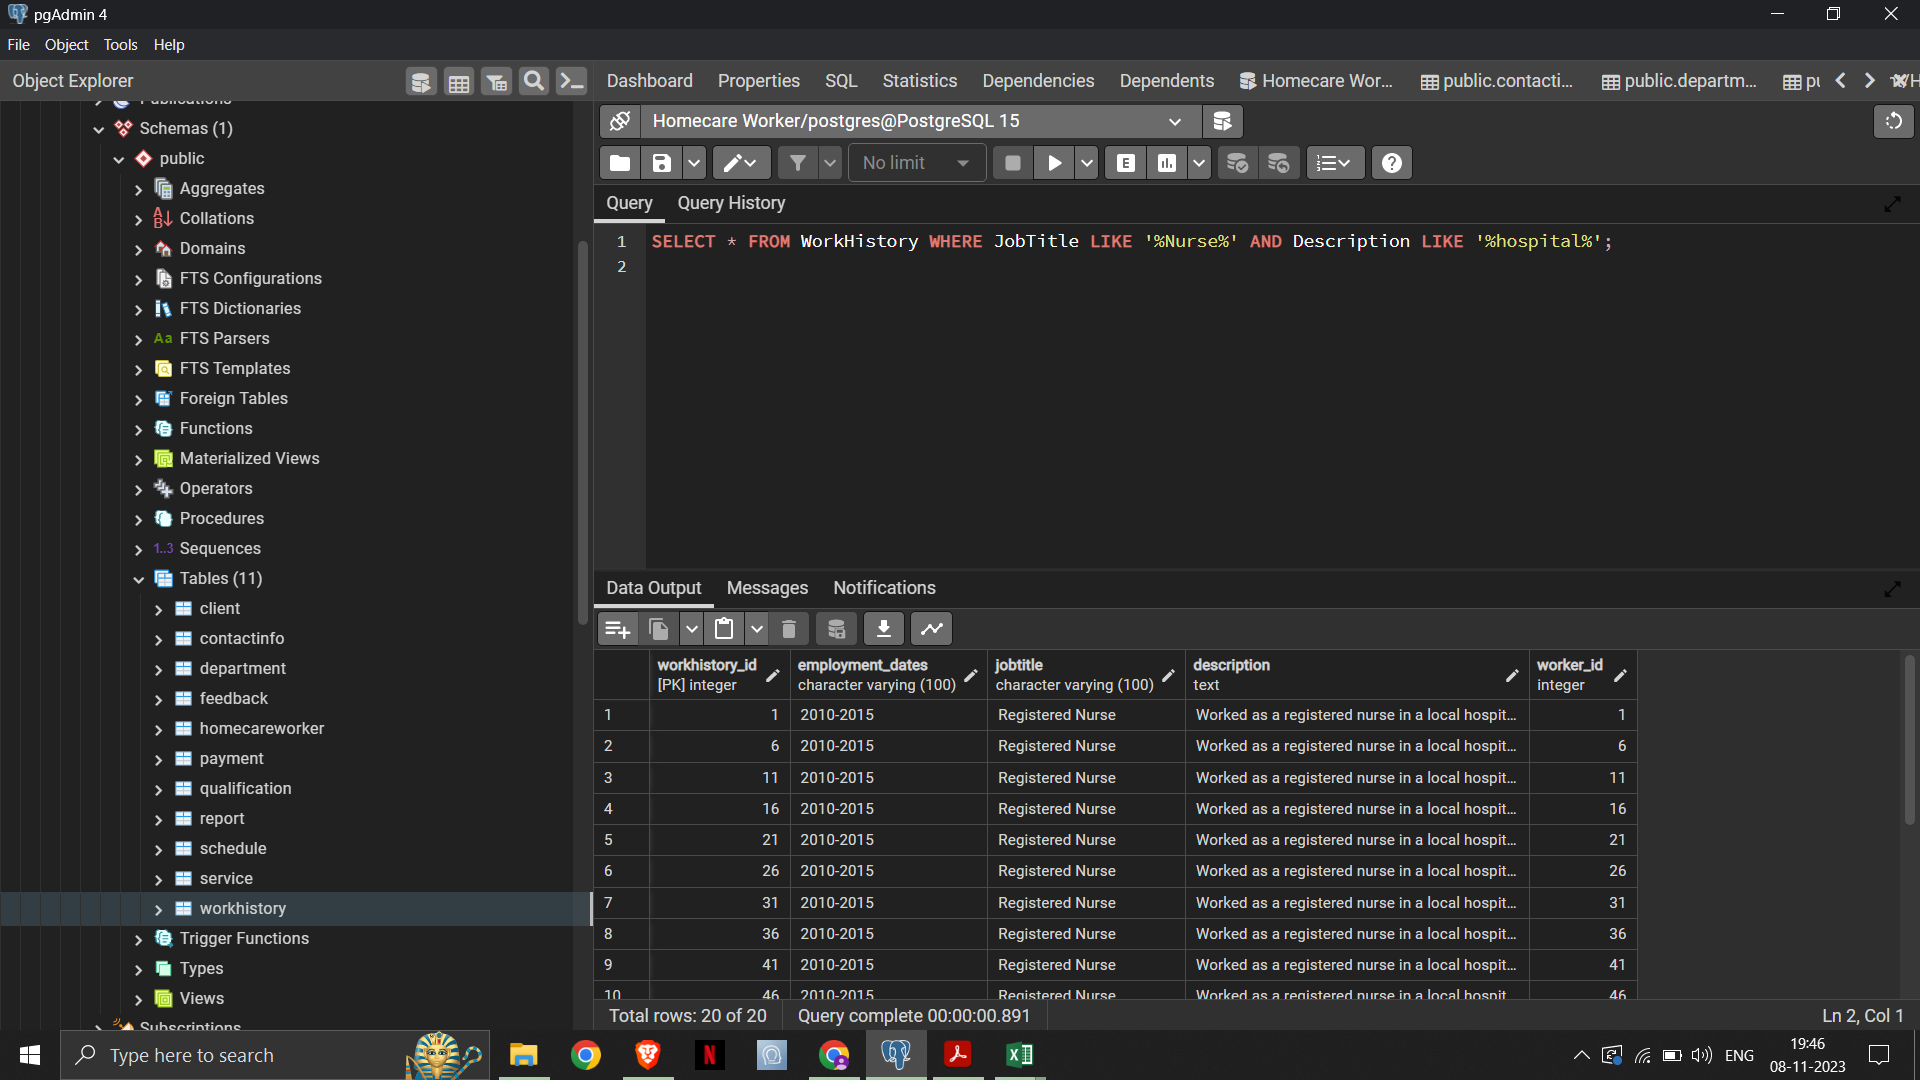 pgAdmin 4
File Object Tools Help
Object Explorer
Dashboard Properties SQL Statistics Dependencies Dependents Homecare Wor... public.contacti... public.departm...
Publications
Schemas (1)
public
Aggregates
Collations
Domains
FTS Configurations
FTS Dictionaries
Aa FTS Parsers
FTS Templates
Foreign Tables
Functions
Materialized Views
Operators
Procedures
1..3 Sequences
Tables (11)
client
contactinfo
department
feedback
homecareworker
payment
qualification
report
schedule
service
workhistory
Trigger Functions
Types
Views
Subscriptions
Homecare Worker/postgres@PostgreSQL 15
No limit
E
Query Query History
1 SELECT * FROM WorkHistory WHERE JobTitle LIKE '%Nurse%' AND Description LIKE '%hospital%';
2
Data Output Messages Notifications
workhistory_id employment_dates jobtitle description worker_id
[PK] integer character varying (100) character varying (100) text integer
1 1 2010-2015 Registered Nurse Worked as a registered nurse in a local hospit... 1
2 6 2010-2015 Registered Nurse Worked as a registered nurse in a local hospit... 6
3 11 2010-2015 Registered Nurse Worked as a registered nurse in a local hospit... 11
4 16 2010-2015 Registered Nurse Worked as a registered nurse in a local hospit... 16
5 21 2010-2015 Registered Nurse Worked as a registered nurse in a local hospit... 21
6 26 2010-2015 Registered Nurse Worked as a registered nurse in a local hospit... 26
7 31 2010-2015 Registered Nurse Worked as a registered nurse in a local hospit... 31
8 36 2010-2015 Registered Nurse Worked as a registered nurse in a local hospit... 36
9 41 2010-2015 Registered Nurse Worked as a registered nurse in a local hospit... 41
10 46 2010-2015 Registered Nurse Worked as a registered nurse in a local hospit... 46
Total rows: 20 of 20 Query complete 00:00:00.891 Ln 2, Col 1
Type here to search
ENG
19:46
08-11-2023